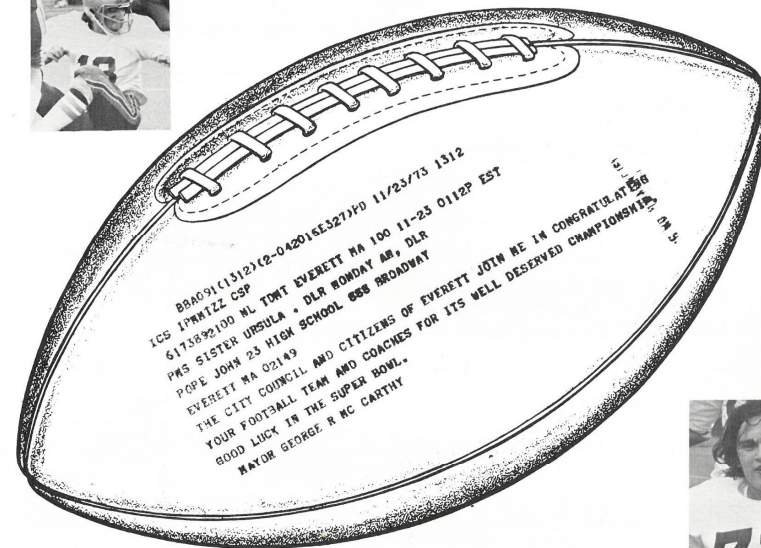 BBA091(1312)(2-042016E327)PD 11/23/73 1312
ICS IPMMIZZ CSP
6173892100 NL TDMT EVERETT MA 100 11-23 0112P EST
PMS SISTER URSULA . DLR MONDAY AM, DLR
POPE JOHN 23 HIGH SCHOOL 888 BROADWAY
EVERETT MA 02149
THE CITY COUNCIL AND CITIZENS OF EVERETT JOIN ME IN CONGRATULATING
YOUR FOOTBALL TEAM AND COACHES FOR ITS WELL DESERVED CHAMPIONSHIP.
GOOD LUCK IN THE SUPER BOWL.
MAYOR GEORGE R MC CARTHY